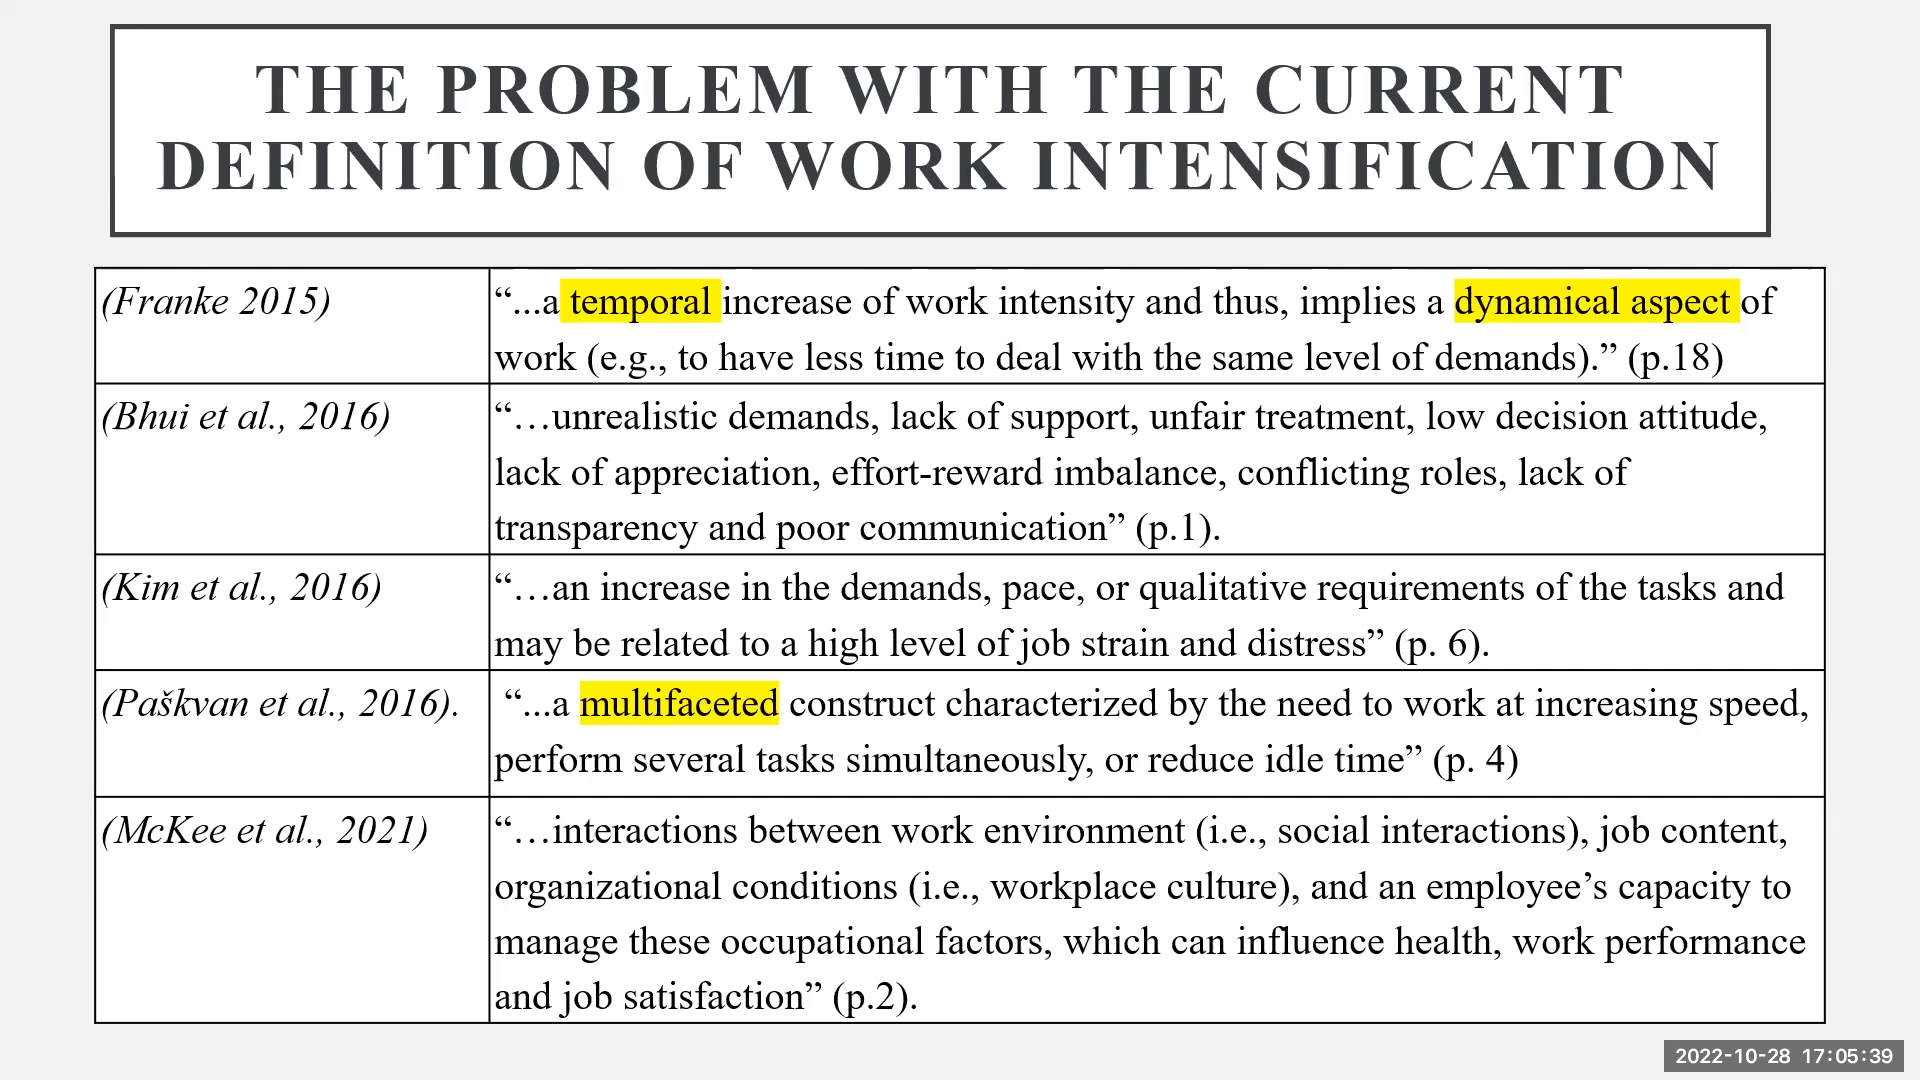 THE PROBLEM WITH THE CURRENT
DEFINITION OF WORK INTENSIFICATION
(Franke 2015)
“...a temporal increase of work intensity and thus, implies a dynamical aspect of
work (e.g., to have less time to deal with the same level of demands).” (p.18)
(Bhui et al., 2016)
“…unrealistic demands, lack of support, unfair treatment, low decision attitude,
lack of appreciation, effort-reward imbalance, conflicting roles, lack of
transparency and poor communication” (p.1).
(Kim et al., 2016)
“…an increase in the demands, pace, or qualitative requirements of the tasks and
may be related to a high level of job strain and distress” (p. 6).
(Paškvan et al., 2016).
“...a multifaceted construct characterized by the need to work at increasing speed,
perform several tasks simultaneously, or reduce idle time” (p. 4)
(McKee et al., 2021)
“…interactions between work environment (i.e., social interactions), job content,
organizational conditions (i.e., workplace culture), and an employee’s capacity to
manage these occupational factors, which can influence health, work performance
and job satisfaction” (p.2).
2022-10-28 17:05:39